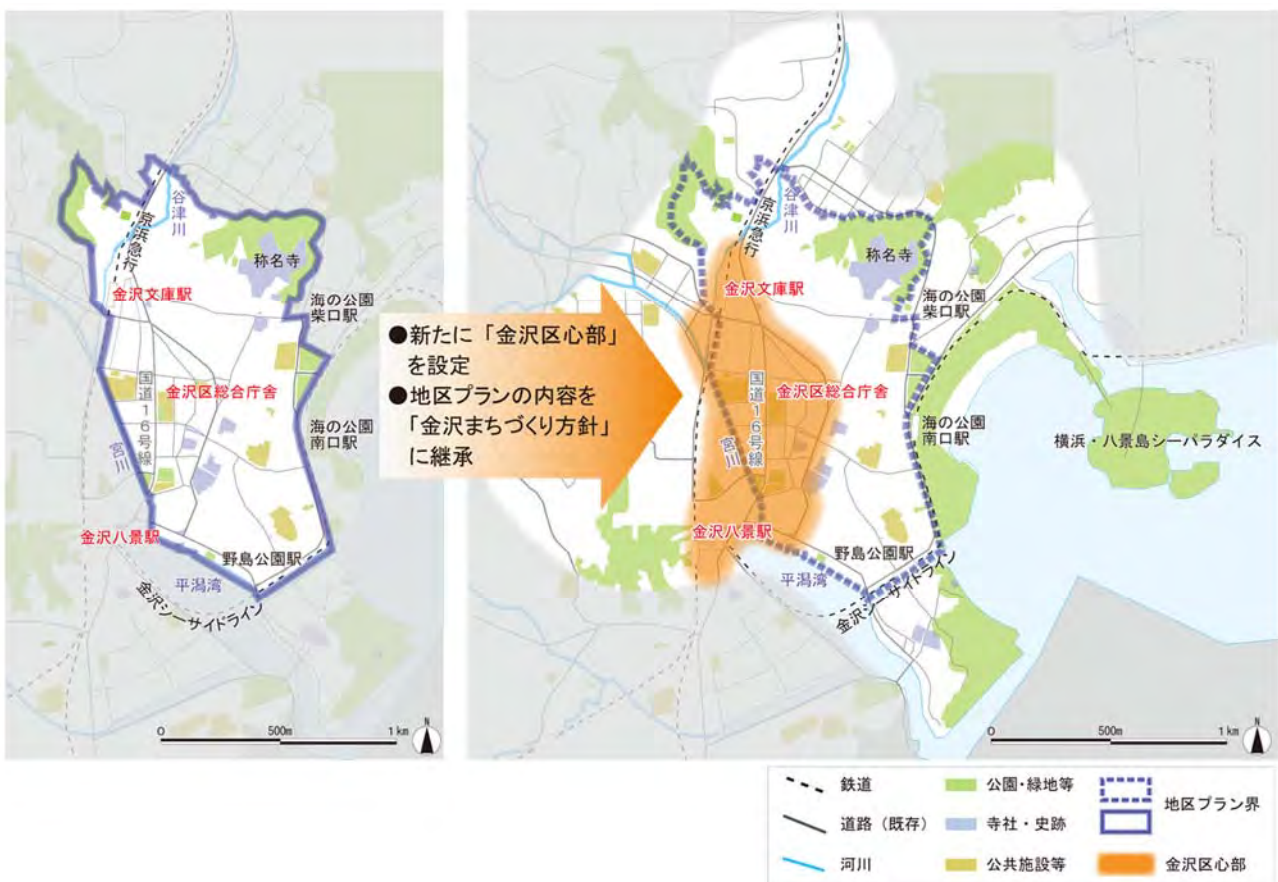 谷津川
京浜急行
称名寺
金沢文庫駅
海の公園
柴口駅
国道16号線
金沢区総合庁舎
海の公園
南口駅
宮川
金沢八景駅
野島公園駅
平潟湾
金沢シーサイドライン
0 500m 1km
N
●新たに「金沢区心部」
を設定
●地区プランの内容を
「金沢まちづくり方針」
に継承
谷津川
京浜急行
称名寺
金沢文庫駅
海の公園
柴口駅
国道16号線
金沢区総合庁舎
海の公園
南口駅
横浜・八景島シーパラダイス
宮川
金沢八景駅
野島公園駅
平潟湾
金沢シーサイドライン
0 500m 1km
N
鉄道
公園・緑地等
地区プラン界
道路(既存)
寺社・史跡
河川
公共施設等
金沢区心部